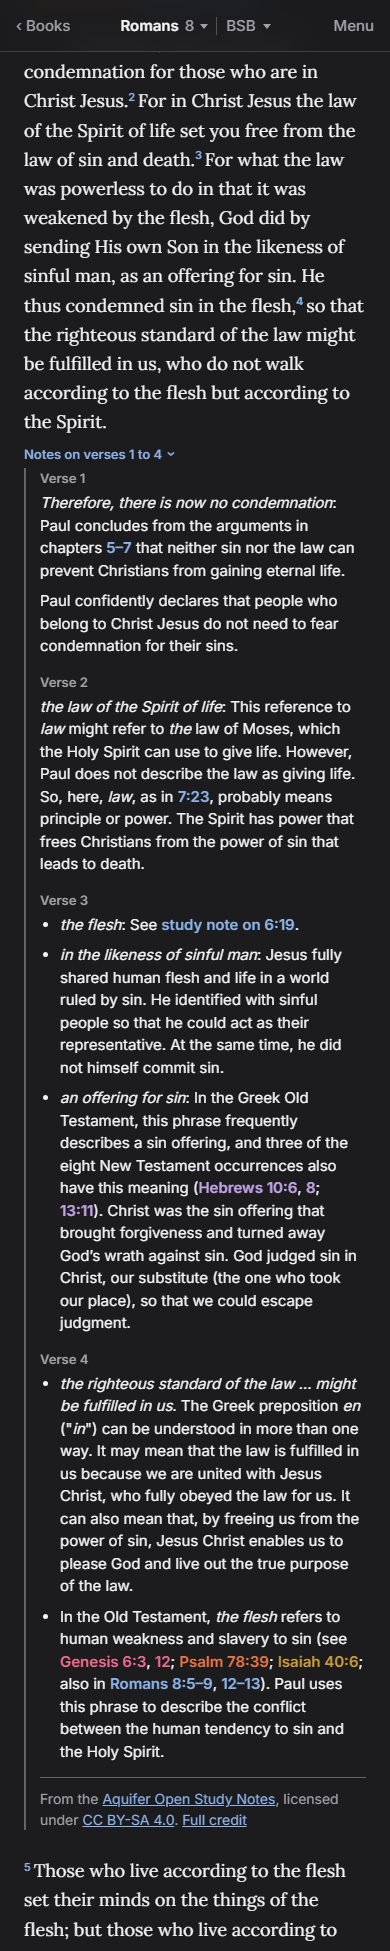 ‹ Books Romans 8 BSB Menu
condemnation for those who are in
Christ Jesus.2 For in Christ Jesus the law
of the Spirit of life set you free from the
law of sin and death.3 For what the law
was powerless to do in that it was
weakened by the flesh, God did by
sending His own Son in the likeness of
sinful man, as an offering for sin. He
thus condemned sin in the flesh,4 so that
the righteous standard of the law might
be fulfilled in us, who do not walk
according to the flesh but according to
the Spirit.
Notes on verses 1 to 4
Verse 1
Therefore, there is now no condemnation:
Paul concludes from the arguments in
chapters 5–7 that neither sin nor the law can
prevent Christians from gaining eternal life.
Paul confidently declares that people who
belong to Christ Jesus do not need to fear
condemnation for their sins.
Verse 2
the law of the Spirit of life: This reference to
law might refer to the law of Moses, which
the Holy Spirit can use to give life. However,
Paul does not describe the law as giving life.
So, here, law, as in 7:23, probably means
principle or power. The Spirit has power that
frees Christians from the power of sin that
leads to death.
Verse 3
• the flesh: See study note on 6:19.
• in the likeness of sinful man: Jesus fully
shared human flesh and life in a world
ruled by sin. He identified with sinful
people so that he could act as their
representative. At the same time, he did
not himself commit sin.
• an offering for sin: In the Greek Old
Testament, this phrase frequently
describes a sin offering, and three of the
eight New Testament occurrences also
have this meaning (Hebrews 10:6, 8;
13:11). Christ was the sin offering that
brought forgiveness and turned away
God’s wrath against sin. God judged sin in
Christ, our substitute (the one who took
our place), so that we could escape
judgment.
Verse 4
• the righteous standard of the law ... might
be fulfilled in us. The Greek preposition en
("in") can be understood in more than one
way. It may mean that the law is fulfilled in
us because we are united with Jesus
Christ, who fully obeyed the law for us. It
can also mean that, by freeing us from the
power of sin, Jesus Christ enables us to
please God and live out the true purpose
of the law.
• In the Old Testament, the flesh refers to
human weakness and slavery to sin (see
Genesis 6:3, 12; Psalm 78:39; Isaiah 40:6;
also in Romans 8:5–9, 12–13). Paul uses
this phrase to describe the conflict
between the human tendency to sin and
the Holy Spirit.
From the Aquifer Open Study Notes, licensed
under CC BY-SA 4.0. Full credit
5 Those who live according to the flesh
set their minds on the things of the
flesh; but those who live according to